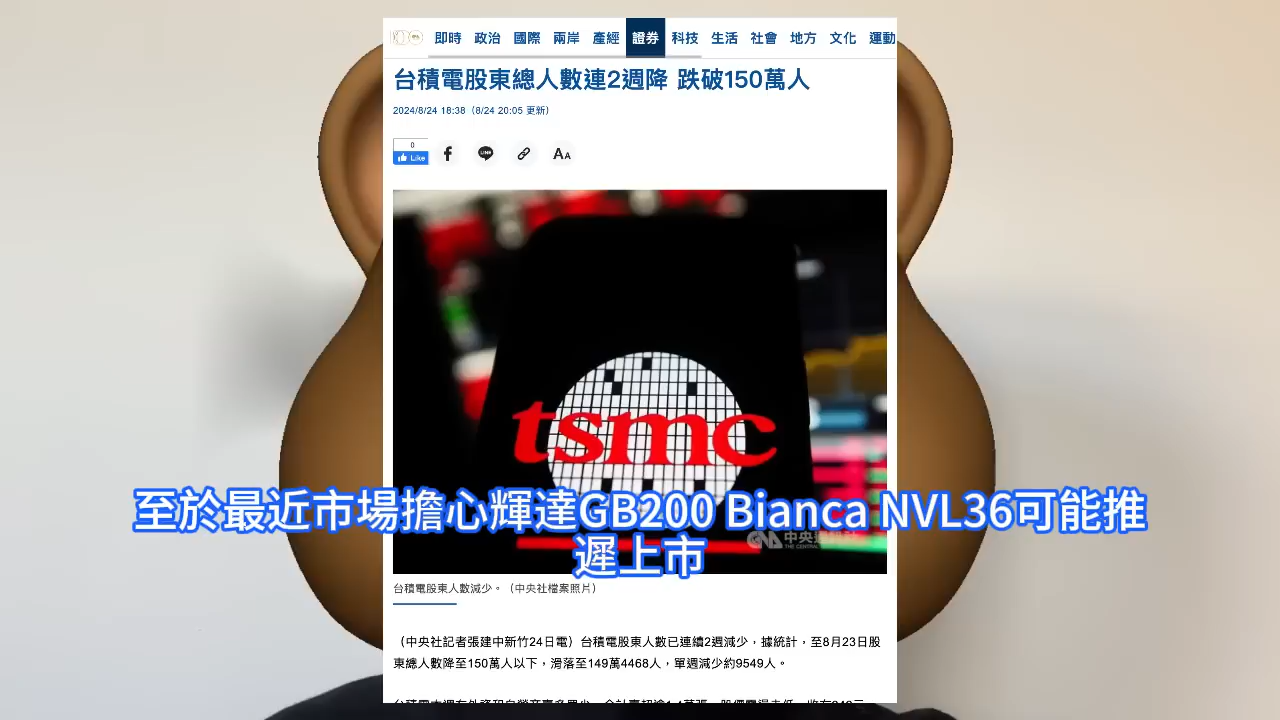 即時 政治 國際 兩岸 產經 證券 科技 生活 社會 地方 文化 運動
台積電股東總人數連2週降 跌破150萬人
2024/8/24 18:38（8/24 20:05 更新）
0
Like
LINE
AA
tsmc
至於最近市場擔心輝達GB200 Bianca NVL36可能推
遲上市
CNA 中央通訊社
台積電股東人數減少。（中央社檔案照片）
（中央社記者張建中新竹24日電）台積電股東人數已連續2週減少，據統計，至8月23日股
東總人數降至150萬人以下，滑落至149萬4468人，單週減少約9549人。